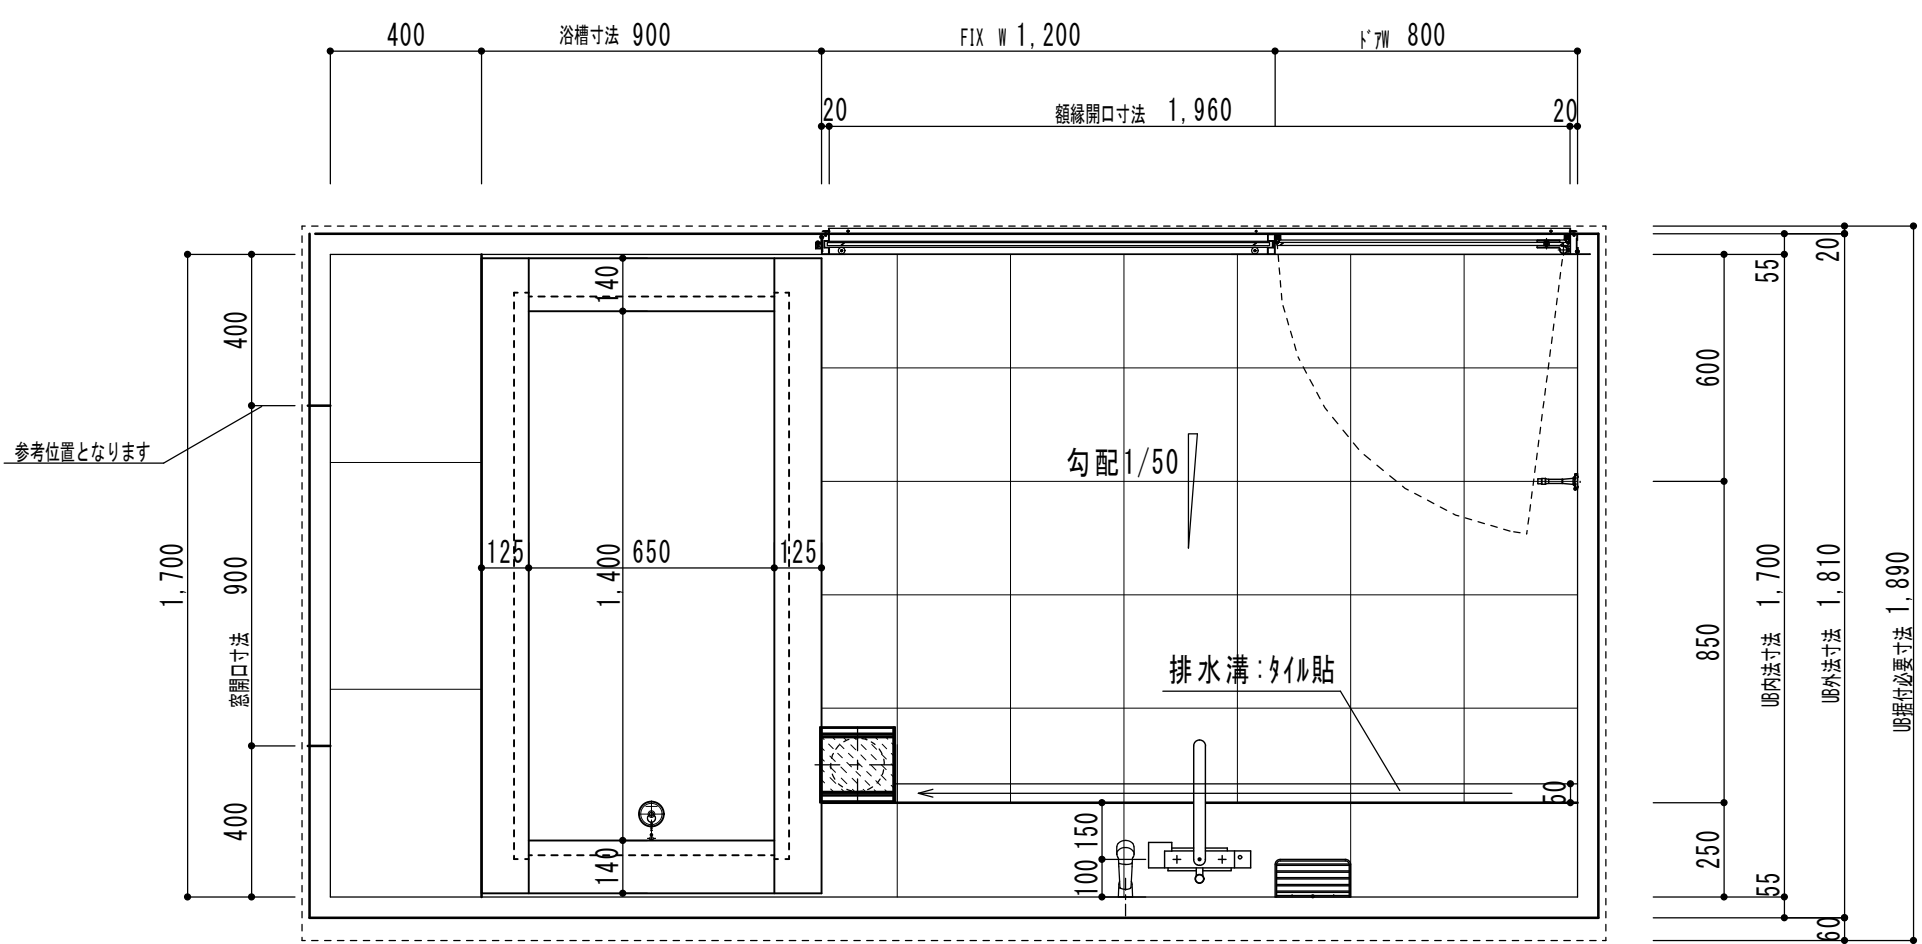 400
浴槽寸法 900
FIX W 1,200
ﾄﾞｱW 800
20
額縁開口寸法 1,960
20
140
400
参考位置となります
1,700
900
窓開口寸法
400
125
650
125
1,400
140
勾配1/50
排水溝:ﾀｲﾙ貼
50
150
100
600
850
250
55
UB内法寸法 1,700
55
20
UB外法寸法 1,810
60
UB据付必要寸法 1,890